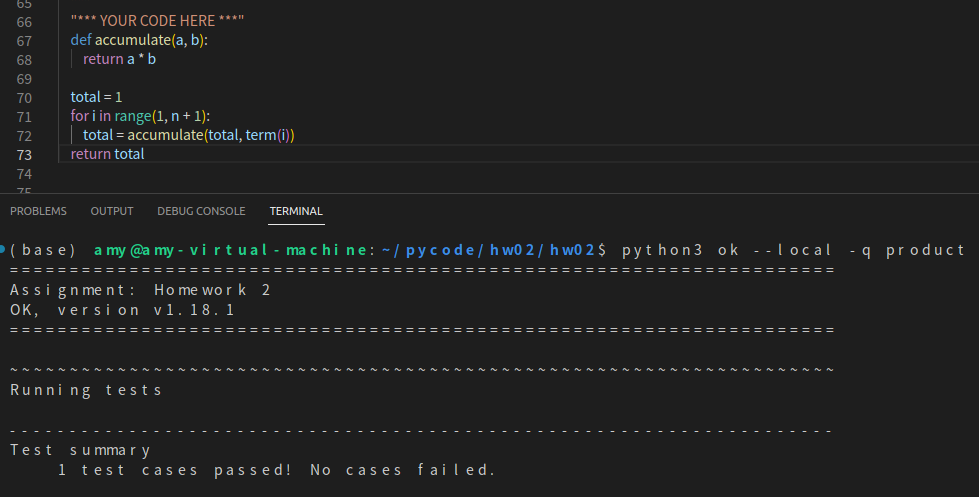 65
66 "*** YOUR CODE HERE ***"
67 def accumulate(a, b):
68 return a * b
69
70 total = 1
71 for i in range(1, n + 1):
72 total = accumulate(total, term(i))
73 return total
74
75
PROBLEMS OUTPUT DEBUG CONSOLE TERMINAL
(base) amy@amy-virtual-machine:~/pycode/hw02/hw02$ python3 ok --local -q product
=====================================================================
Assignment: Homework 2
OK, version v1.18.1
=====================================================================
~~~~~~~~~~~~~~~~~~~~~~~~~~~~~~~~~~~~~~~~~~~~~~~~~~~~~~~~~~~~~~~~~~~~~
Running tests
---------------------------------------------------------------------
Test summary
1 test cases passed! No cases failed.